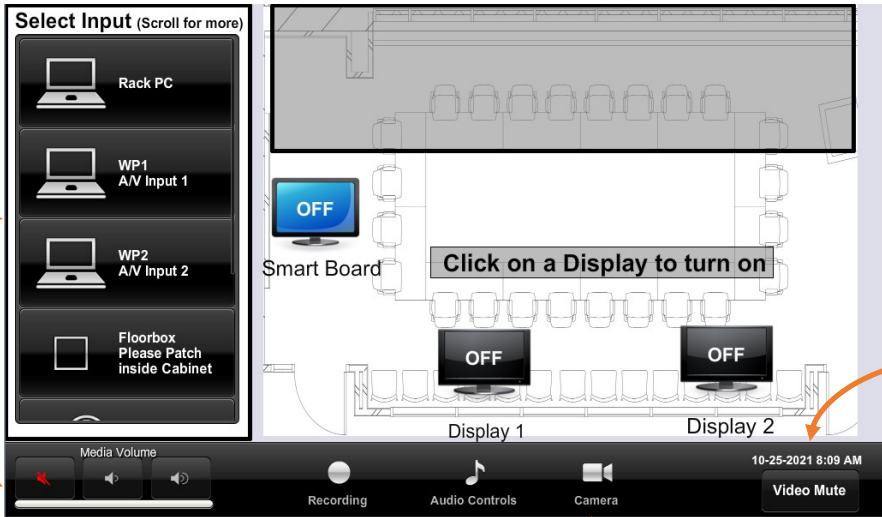 Select Input (Scroll for more)
Rack PC
WP1
A/V Input 1
WP2
A/V Input 2
Floorbox
Please Patch
inside Cabinet
OFF
Smart Board
Click on a Display to turn on
OFF
OFF
Display 1
Display 2
Media Volume
Recording
Audio Controls
Camera
10-25-2021 8:09 AM
Video Mute